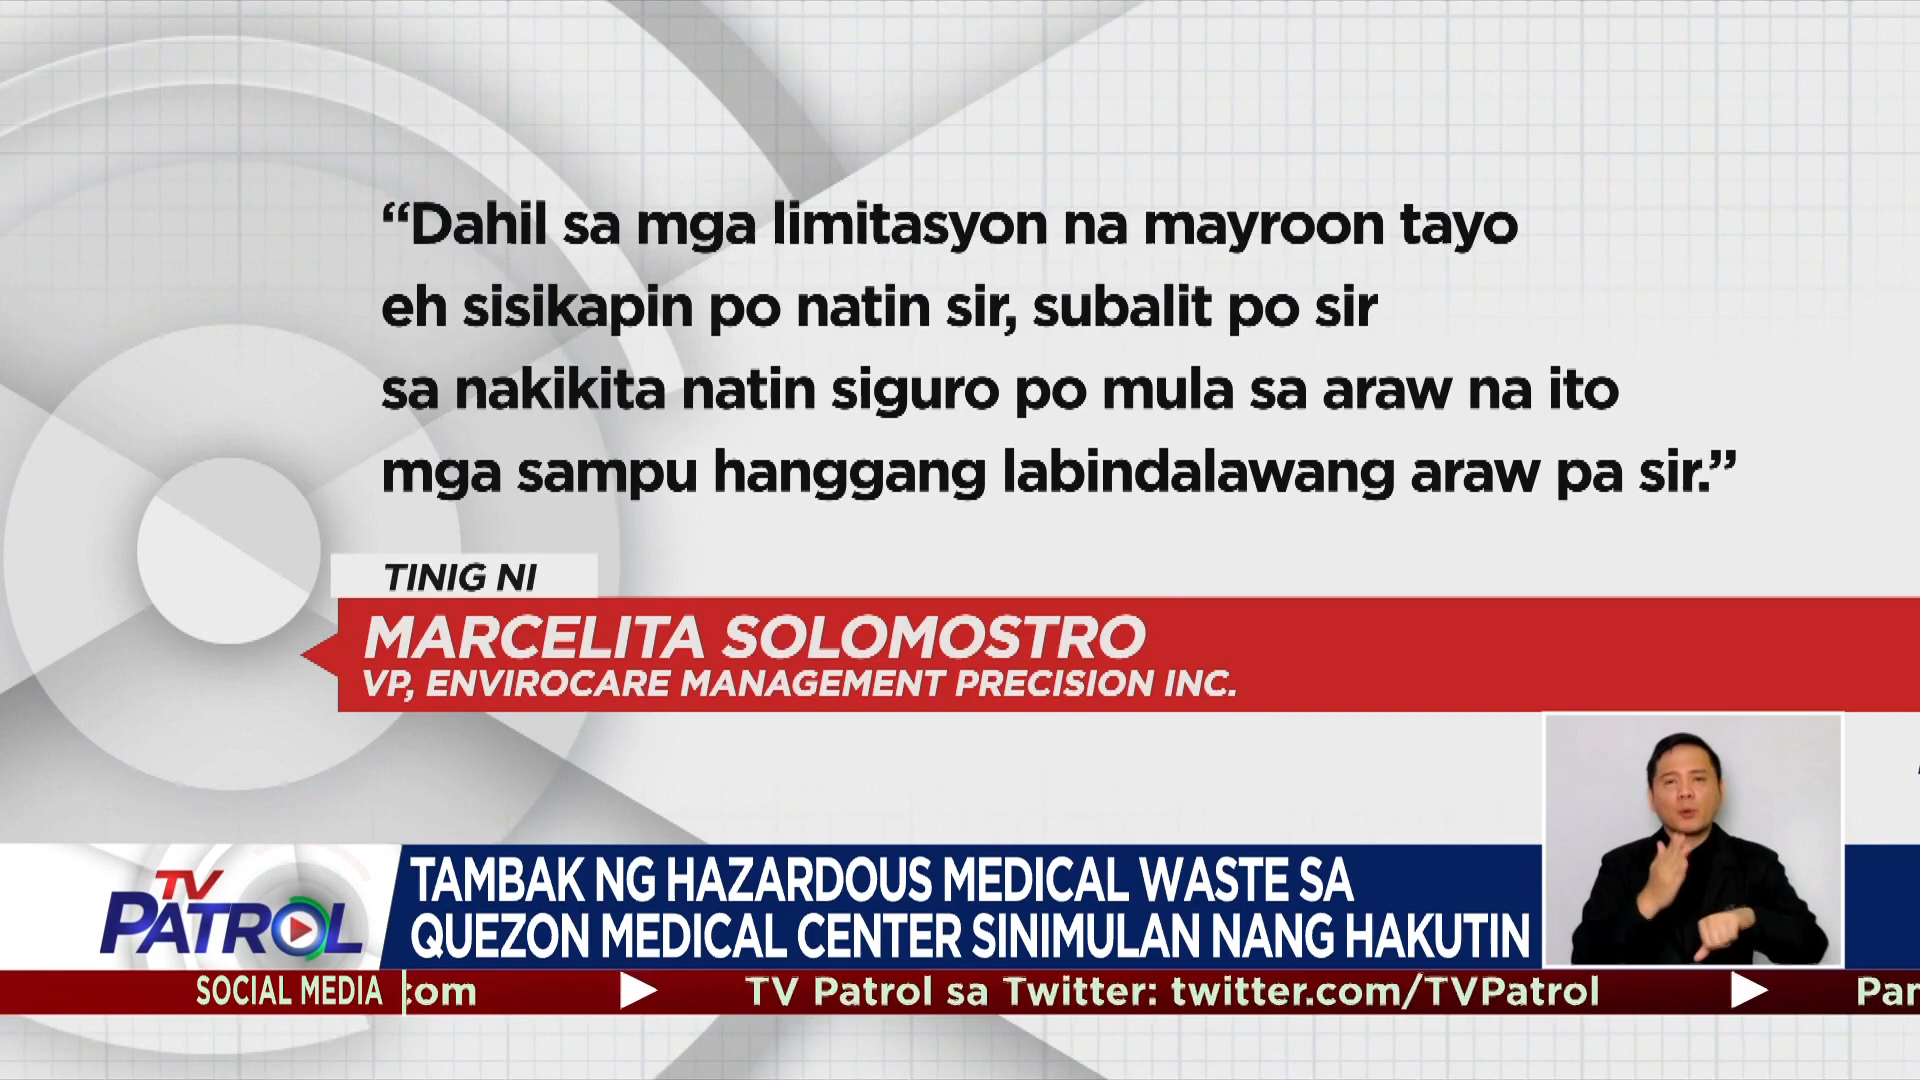 “Dahil sa mga limitasyon na mayroon tayo
eh sisikapin po natin sir, subalit po sir
sa nakikita natin siguro po mula sa araw na ito
mga sampu hanggang labindalawang araw pa sir.”
TINIG NI
MARCELITA SOLOMOSTRO
VP, ENVIROCARE MANAGEMENT PRECISION INC.
TV PATROL
TAMBAK NG HAZARDOUS MEDICAL WASTE SA
QUEZON MEDICAL CENTER SINIMULAN NANG HAKUTIN
SOCIAL MEDIA com TV Patrol sa Twitter: twitter.com/TVPatrol